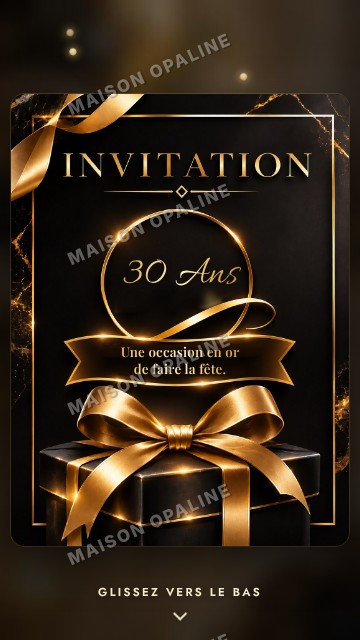 MAISON OPALINE
INVITATION
MAISON OPALINE
30 Ans
MAISON OPALINE
Une occasion en or
de faire la fête.
MAISON OPALINE
MAISON OPALINE
GLISSEZ VERS LE BAS